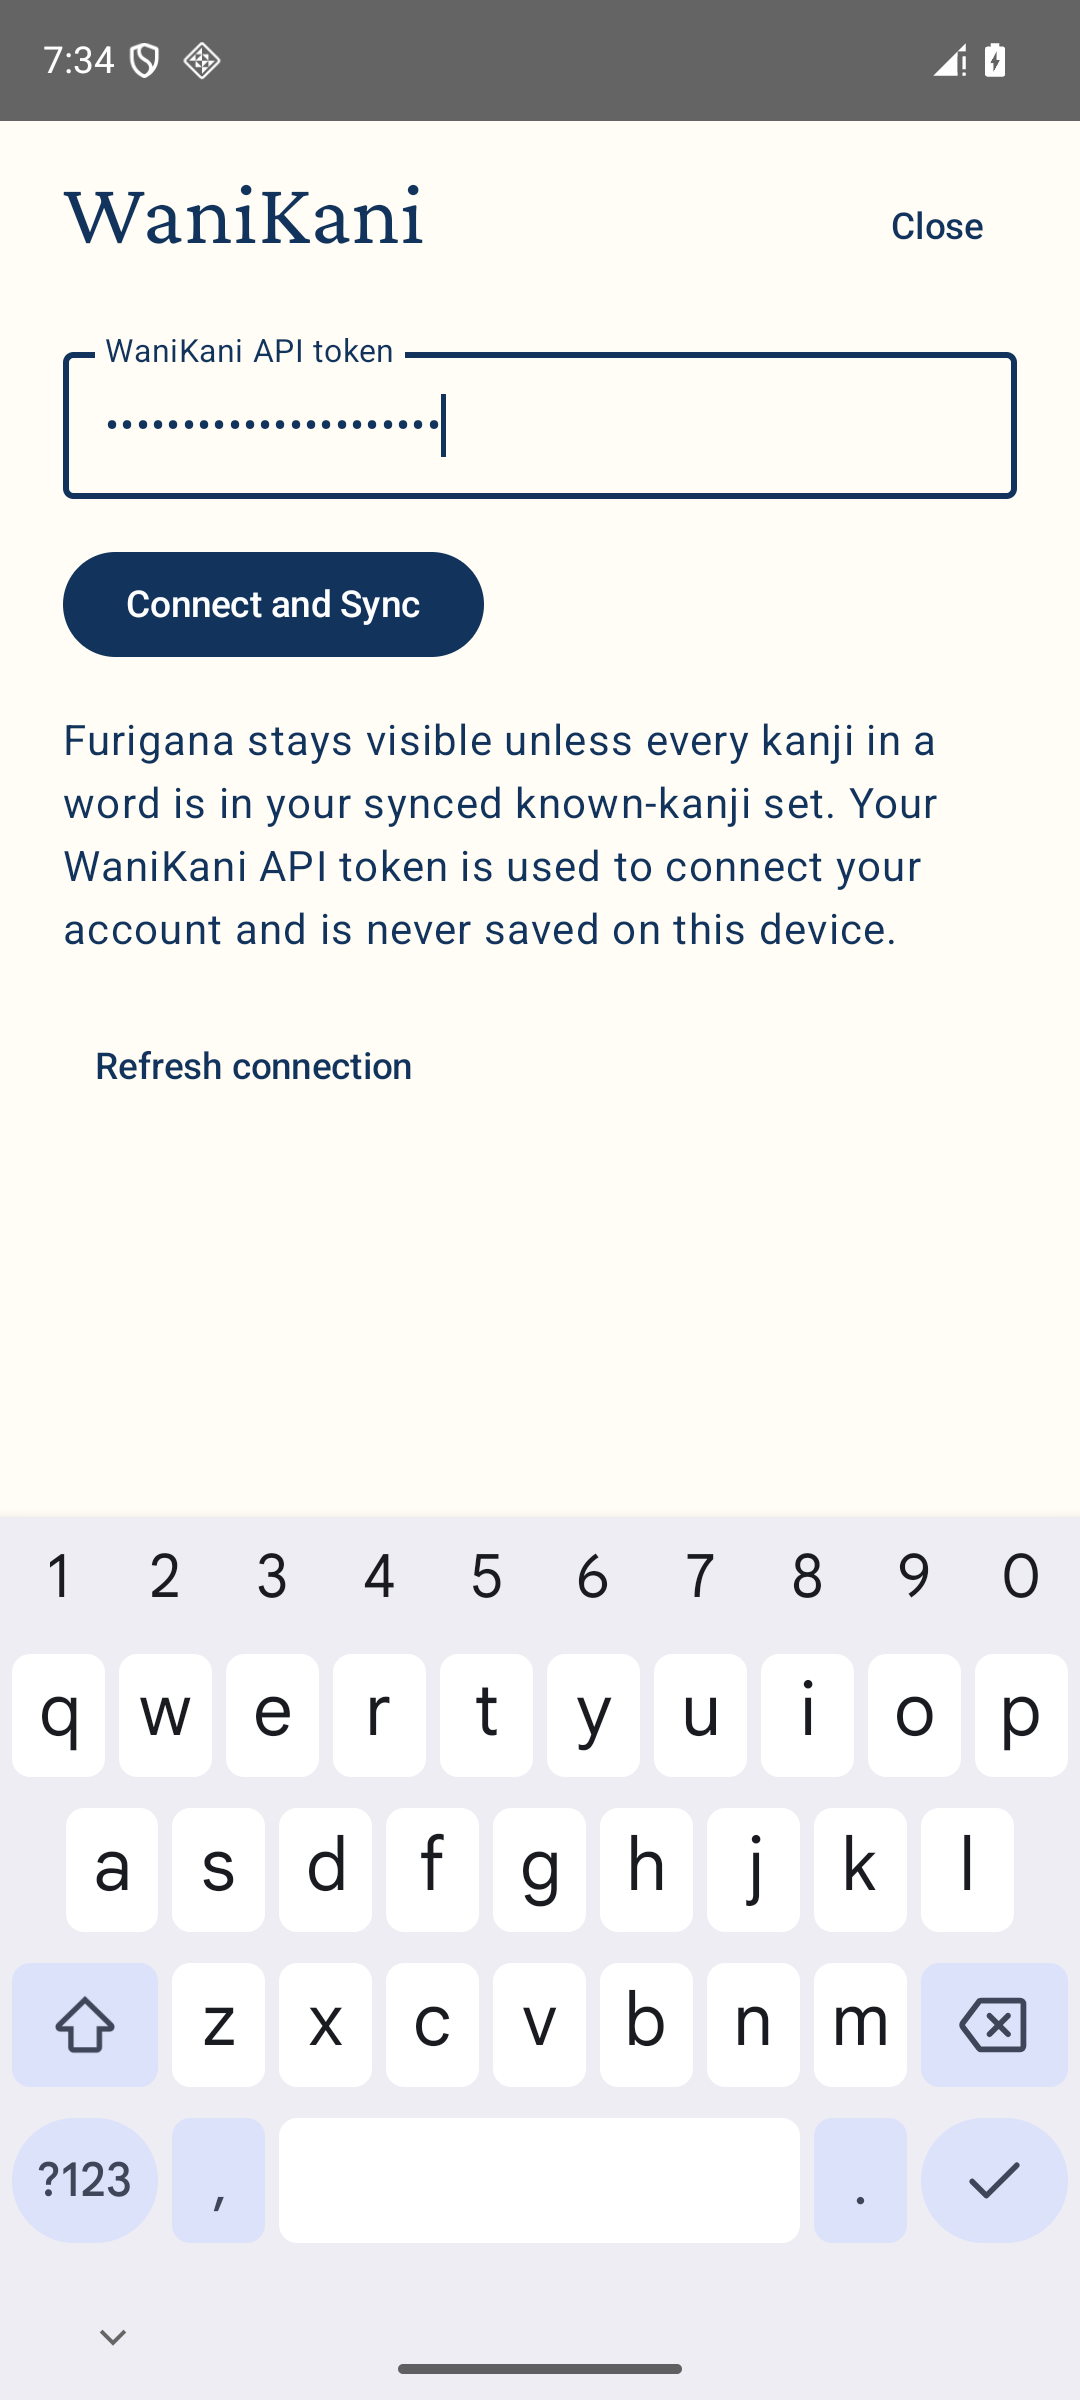 7:34
WaniKani
Close
WaniKani API token
••••••••••••••••••••••
Connect and Sync
Furigana stays visible unless every kanji in a
word is in your synced known-kanji set. Your
WaniKani API token is used to connect your
account and is never saved on this device.
Refresh connection
1 2 3 4 5 6 7 8 9 0
q w e r t y u i o p
a s d f g h j k l
z x c v b n m
?123 , .